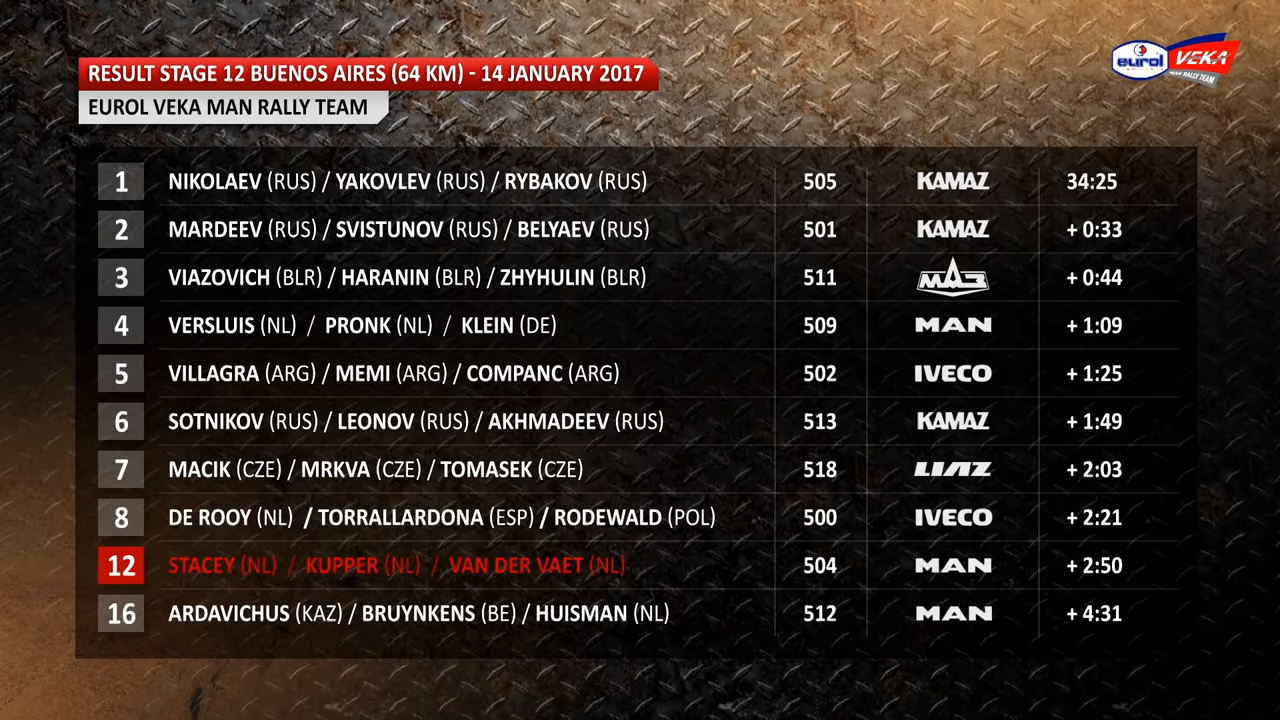 RESULT STAGE 12 BUENOS AIRES (64 KM) - 14 JANUARY 2017
EUROL VEKA MAN RALLY TEAM
eurol VEKA
MAN RALLY TEAM
1 NIKOLAEV (RUS) / YAKOVLEV (RUS) / RYBAKOV (RUS) 505 KAMAZ 34:25
2 MARDEEV (RUS) / SVISTUNOV (RUS) / BELYAEV (RUS) 501 KAMAZ + 0:33
3 VIAZOVICH (BLR) / HARANIN (BLR) / ZHYHULIN (BLR) 511 МАЗ + 0:44
4 VERSLUIS (NL) / PRONK (NL) / KLEIN (DE) 509 MAN + 1:09
5 VILLAGRA (ARG) / MEMI (ARG) / COMPANC (ARG) 502 IVECO + 1:25
6 SOTNIKOV (RUS) / LEONOV (RUS) / AKHMADEEV (RUS) 513 KAMAZ + 1:49
7 MACIK (CZE) / MRKVA (CZE) / TOMASEK (CZE) 518 LIAZ + 2:03
8 DE ROOY (NL) / TORRALLARDONA (ESP) / RODEWALD (POL) 500 IVECO + 2:21
12 STACEY (NL) / KUPPER (NL) / VAN DER VAET (NL) 504 MAN + 2:50
16 ARDAVICHUS (KAZ) / BRUYNKENS (BE) / HUISMAN (NL) 512 MAN + 4:31